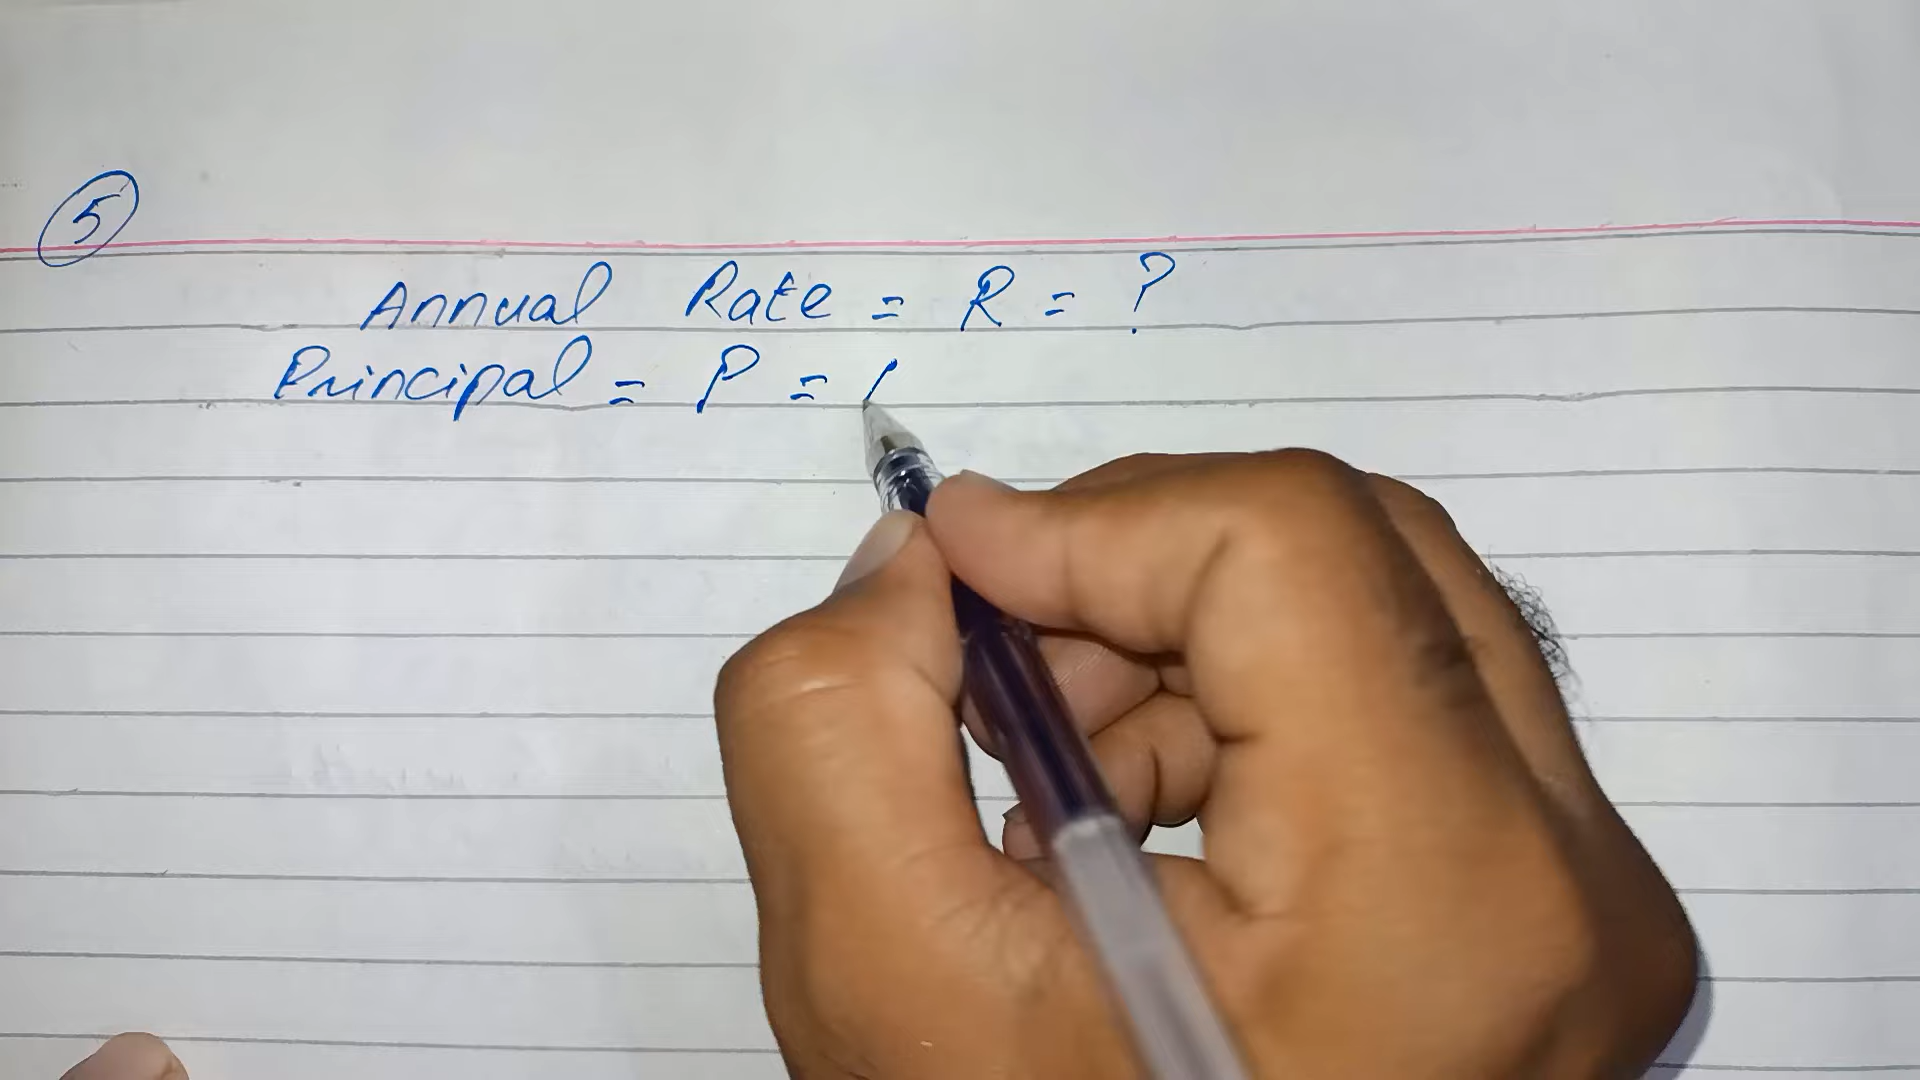 5
Annual Rate = R = ?
Principal = P =